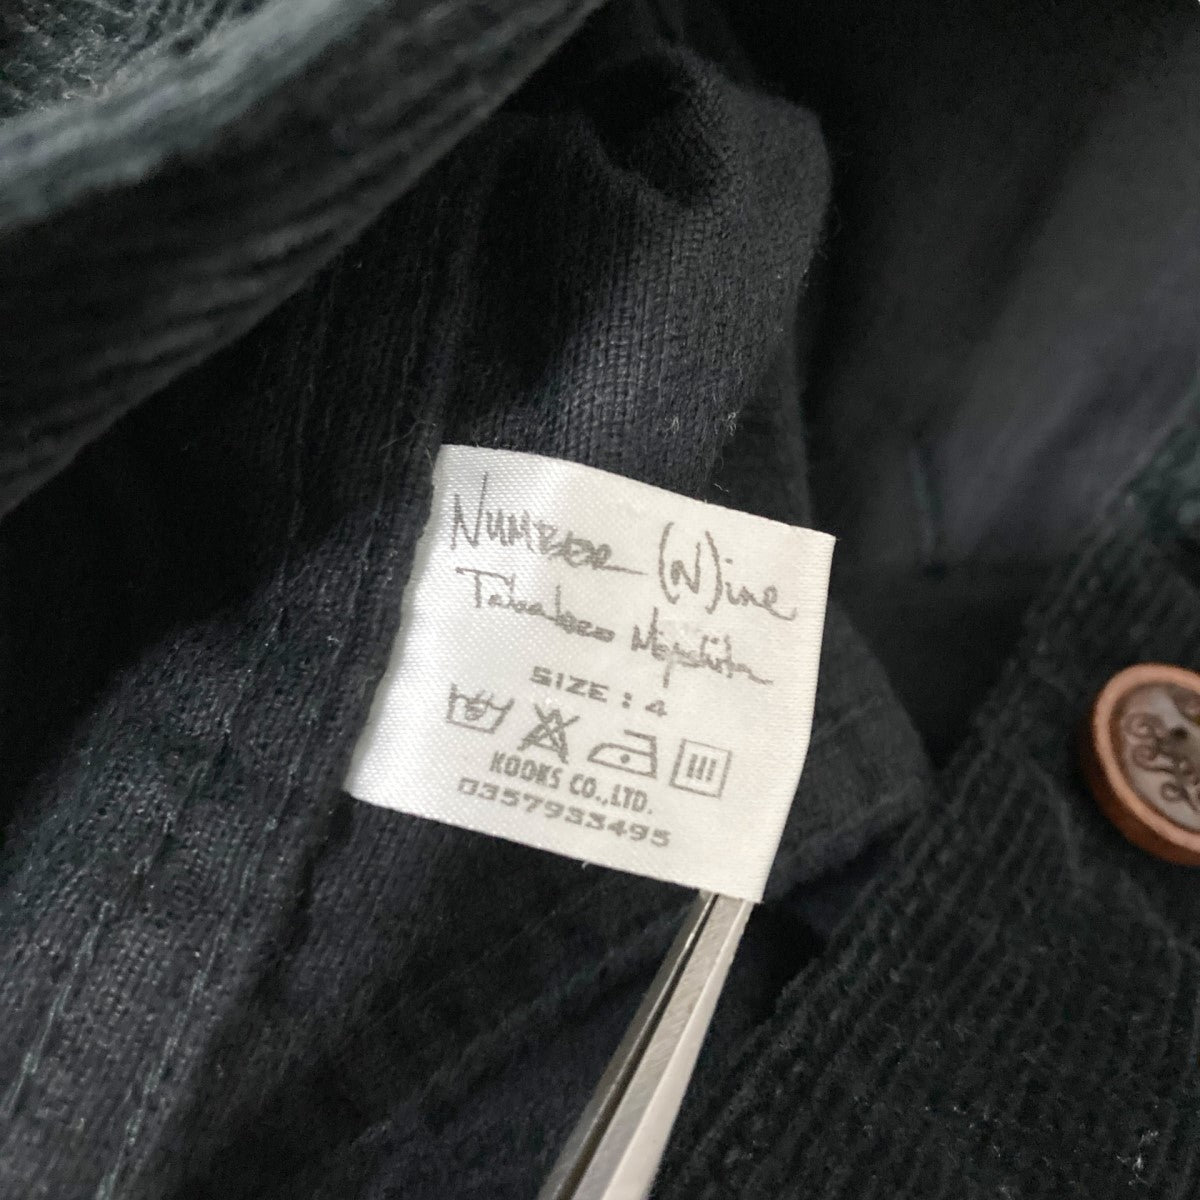 NUMBER (N)ine
Takahiro Miyashita
SIZE : 4
KOOKS CO.,LTD.
0357933495